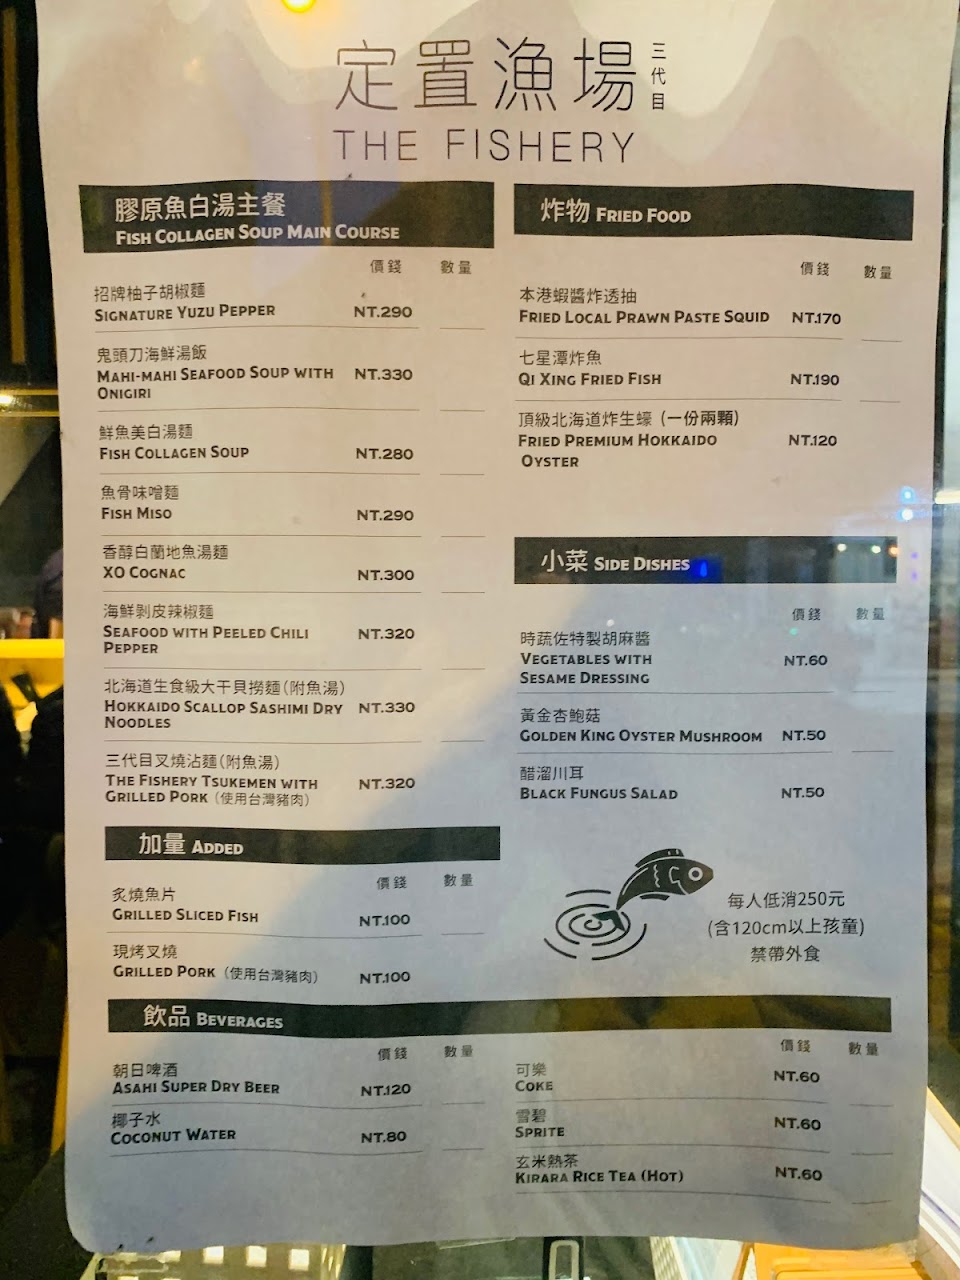 定置漁場 三代目
THE FISHERY
膠原魚白湯主餐
FISH COLLAGEN SOUP MAIN COURSE
價錢 數量
招牌柚子胡椒麵
SIGNATURE YUZU PEPPER NT.290
鬼頭刀海鮮湯飯
MAHI-MAHI SEAFOOD SOUP WITH NT.330
ONIGIRI
鮮魚美白湯麵
FISH COLLAGEN SOUP NT.280
魚骨味噌麵
FISH MISO NT.290
香醇白蘭地魚湯麵
XO COGNAC NT.300
海鮮剝皮辣椒麵
SEAFOOD WITH PEELED CHILI NT.320
PEPPER
北海道生食級大干貝撈麵(附魚湯)
HOKKAIDO SCALLOP SASHIMI DRY NT.330
NOODLES
三代目叉燒沾麵(附魚湯)
THE FISHERY TSUKEMEN WITH NT.320
GRILLED PORK (使用台灣豬肉)
加量 ADDED
價錢 數量
炙燒魚片
GRILLED SLICED FISH NT.100
現烤叉燒
GRILLED PORK (使用台灣豬肉) NT.100
炸物 FRIED FOOD
價錢 數量
本港蝦醬炸透抽
FRIED LOCAL PRAWN PASTE SQUID NT.170
七星潭炸魚
QI XING FRIED FISH NT.190
頂級北海道炸生蠔 (一份兩顆)
FRIED PREMIUM HOKKAIDO NT.120
OYSTER
小菜 SIDE DISHES
價錢 數量
時蔬佐特製胡麻醬
VEGETABLES WITH NT.60
SESAME DRESSING
黃金杏鮑菇
GOLDEN KING OYSTER MUSHROOM NT.50
醋溜川耳
BLACK FUNGUS SALAD NT.50
每人低消250元
(含120cm以上孩童)
禁帶外食
飲品 BEVERAGES
價錢 數量
朝日啤酒
ASAHI SUPER DRY BEER NT.120
椰子水
COCONUT WATER NT.80
價錢 數量
可樂
COKE NT.60
雪碧
SPRITE NT.60
玄米熱茶
KIRARA RICE TEA (HOT) NT.60